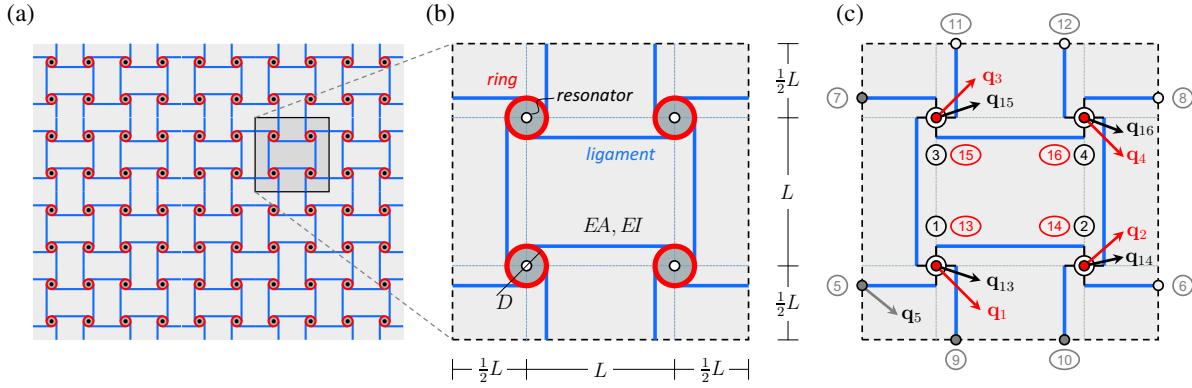 (a)
(b)
(c)
ring
resonator
ligament
EA, EI
D
½L
L
½L
½L
L
½L
11
12
7
8
q₃
q₁₅
q₁₆
q₄
3
15
16
4
1
13
14
2
q₂
q₁₄
q₁₃
q₁
5
6
q₅
9
10